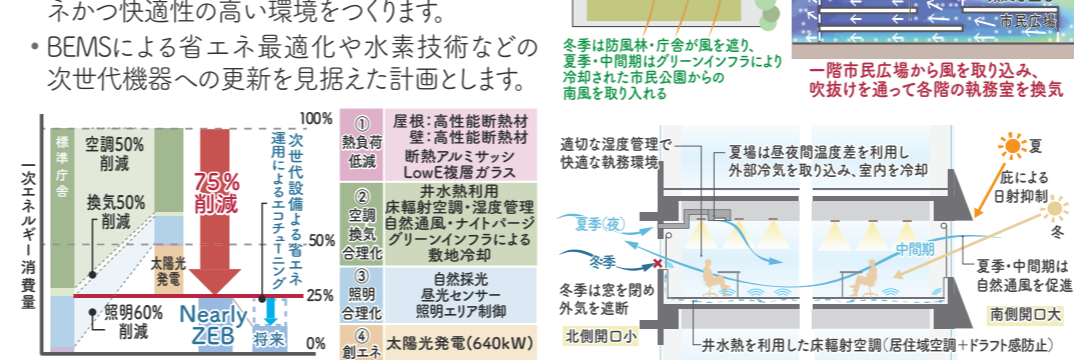 ネかつ快適性の高い環境をつくります。
• BEMSによる省エネ最適化や水素技術などの
次世代機器への更新を見据えた計画とします。
一次エネルギー消費量
標準庁舎
空調50%
削減
換気50%
削減
照明60%
削減
太陽光
発電
75%
削減
Nearly
ZEB
次世代設備よる省エネ
運用によるエコチューニング
将来
100%
50%
25%
0%
①
熱負荷
低減
屋根：高性能断熱材
壁：高性能断熱材
断熱アルミサッシ
LowE複層ガラス
②
空調
換気
合理化
井水熱利用
床輻射空調・湿度管理
自然通風・ナイトパージ
グリーンインフラによる
敷地冷却
③
照明
合理化
自然採光
昼光センサー
照明エリア制御
④
創エネ
太陽光発電(640kW)
冬季は防風林・庁舎が風を遮り、
夏季・中間期はグリーンインフラにより
冷却された市民公園からの
南風を取り入れる
市民広場
一階市民広場から風を取り込み、
吹抜けを通って各階の執務室を換気
適切な湿度管理で
快適な執務環境
夏場は昼夜間温度差を利用し
外部冷気を取り込み、室内を冷却
夏
庇による
日射抑制
冬
夏季(夜)
冬季
中間期
冬季は窓を閉め
外気を遮断
夏季・中間期は
自然通風を促進
北側開口小
南側開口大
井水熱を利用した床輻射空調(居住域空調＋ドラフト感防止)